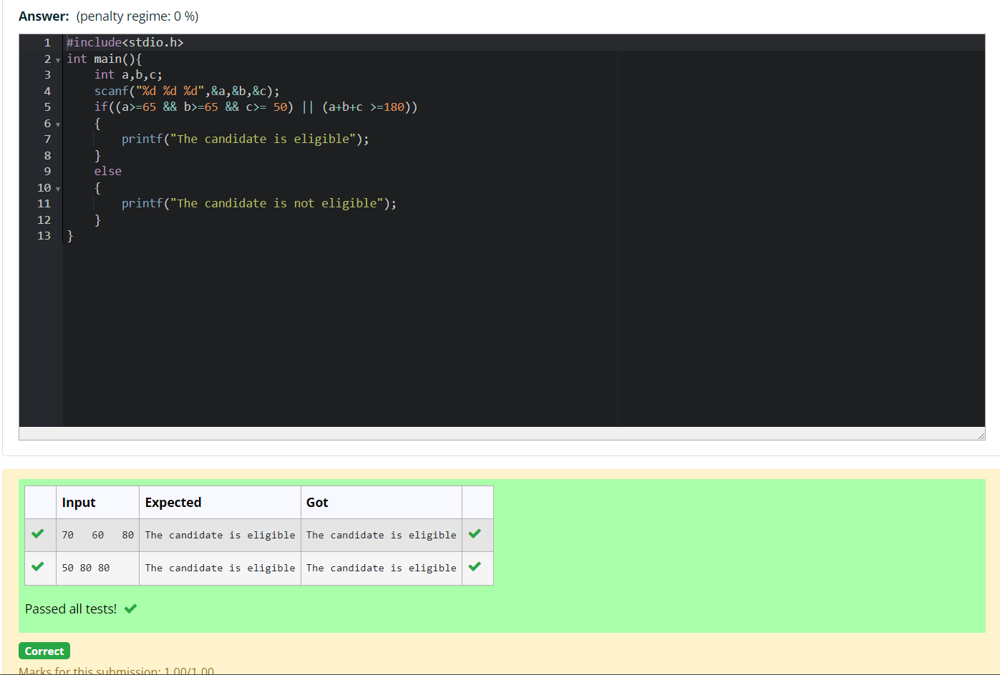 Answer: (penalty regime: 0 %)
1 #include<stdio.h>
2 int main(){
3     int a,b,c;
4     scanf("%d %d %d",&a,&b,&c);
5     if((a>=65 && b>=65 && c>= 50) || (a+b+c >=180))
6     {
7         printf("The candidate is eligible");
8     }
9     else
10     {
11         printf("The candidate is not eligible");
12     }
13 }
Input Expected Got
70   60   80 The candidate is eligible The candidate is eligible
50 80 80 The candidate is eligible The candidate is eligible
Passed all tests!
Correct
Marks for this submission: 1.00/1.00.